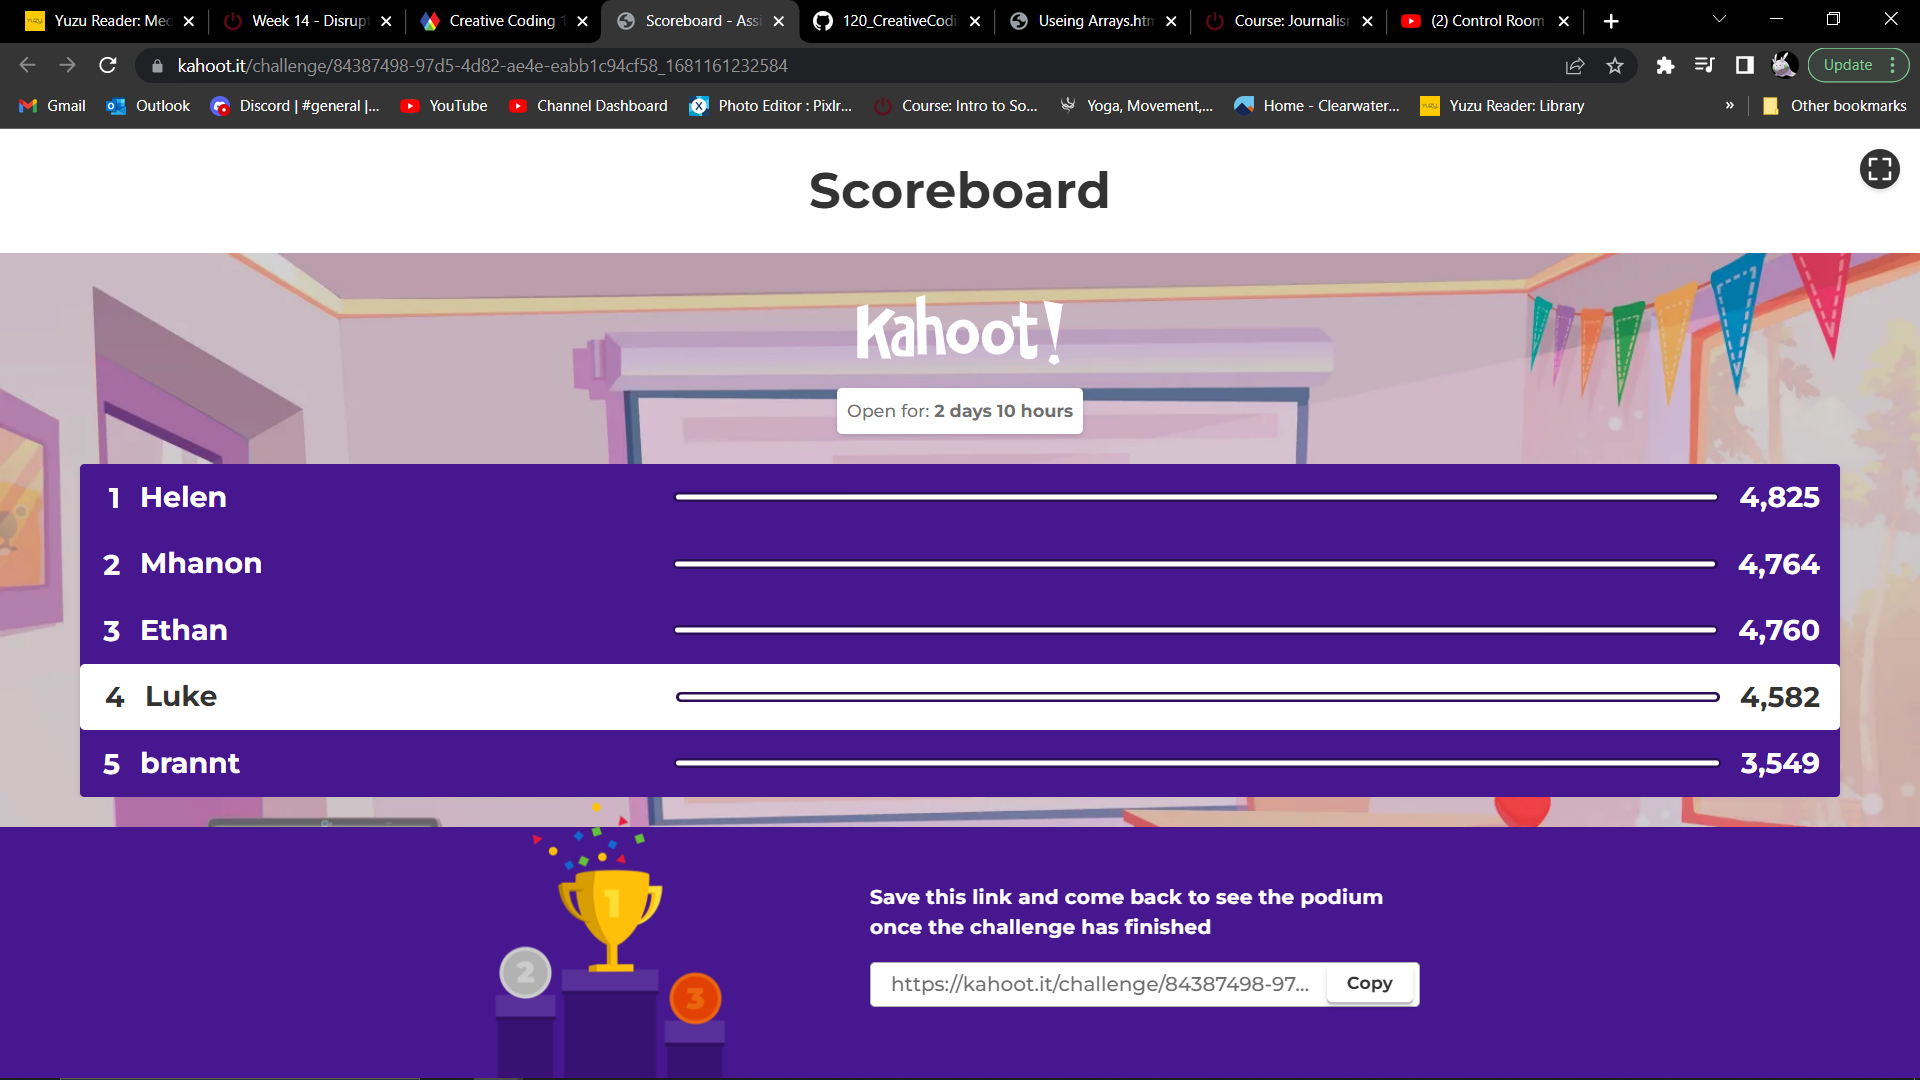 Yuzu Reader: Med
Week 14 - Disrupt
Creative Coding 1
Scoreboard - Assi
120_CreativeCodi
Useing Arrays.htm
Course: Journalism
(2) Control Room
kahoot.it/challenge/84387498-97d5-4d82-ae4e-eabb1c94cf58_1681161232584
Update
Gmail
Outlook
Discord | #general |...
YouTube
Channel Dashboard
Photo Editor : Pixlr...
Course: Intro to So...
Yoga, Movement,...
Home - Clearwater...
Yuzu Reader: Library
»
Other bookmarks
Scoreboard
Kahoot!
Open for: 2 days 10 hours
1 Helen 4,825
2 Mhanon 4,764
3 Ethan 4,760
4 Luke 4,582
5 brannt 3,549
1
2
3
Save this link and come back to see the podium
once the challenge has finished
https://kahoot.it/challenge/84387498-97... Copy